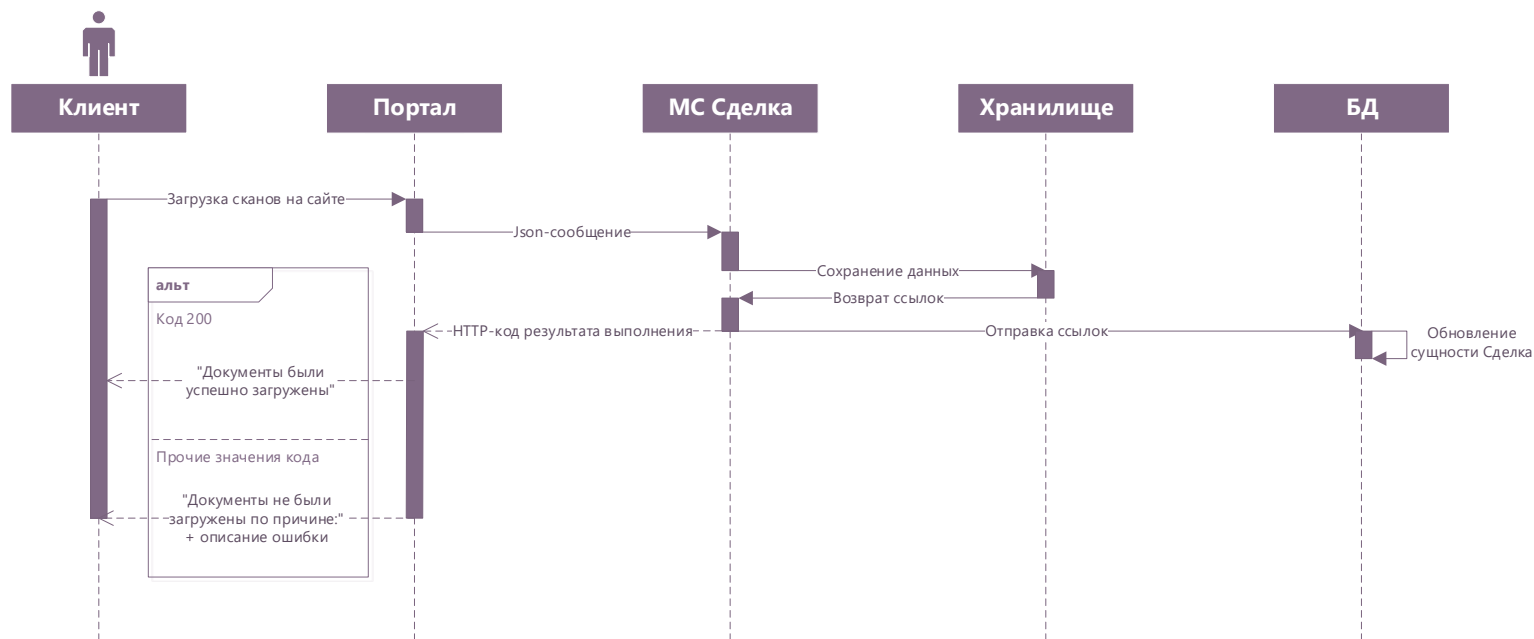 Клиент
Портал
МС Сделка
Хранилище
БД
Загрузка сканов на сайте
Json-сообщение
Сохранение данных
Возврат ссылок
HTTP-код результата выполнения
Отправка ссылок
Обновление
сущности Сделка
альт
Код 200
"Документы были
успешно загружены"
Прочие значения кода
"Документы не были
загружены по причине:"
+ описание ошибки